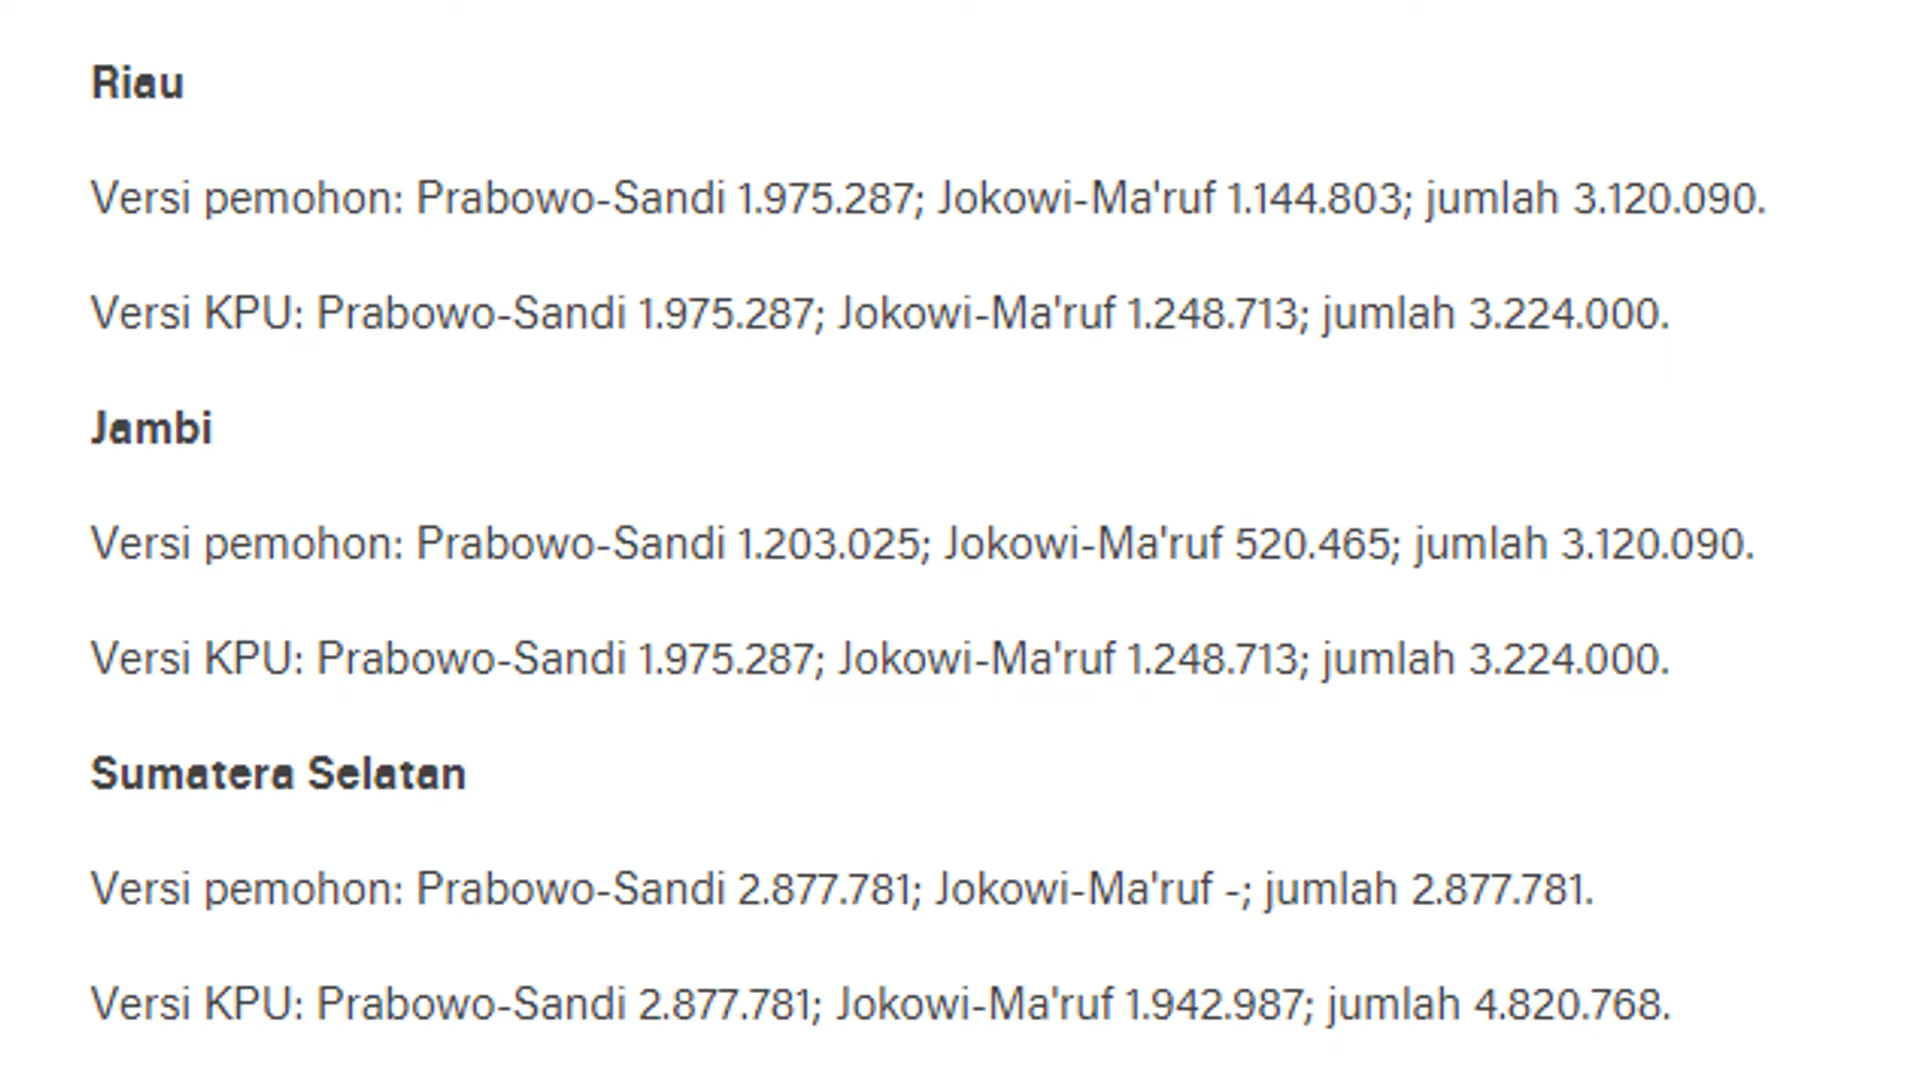 Riau
Versi pemohon: Prabowo-Sandi 1.975.287; Jokowi-Ma'ruf 1.144.803; jumlah 3.120.090.
Versi KPU: Prabowo-Sandi 1.975.287; Jokowi-Ma'ruf 1.248.713; jumlah 3.224.000.
Jambi
Versi pemohon: Prabowo-Sandi 1.203.025; Jokowi-Ma'ruf 520.465; jumlah 3.120.090.
Versi KPU: Prabowo-Sandi 1.975.287; Jokowi-Ma'ruf 1.248.713; jumlah 3.224.000.
Sumatera Selatan
Versi pemohon: Prabowo-Sandi 2.877.781; Jokowi-Ma'ruf -; jumlah 2.877.781.
Versi KPU: Prabowo-Sandi 2.877.781; Jokowi-Ma'ruf 1.942.987; jumlah 4.820.768.